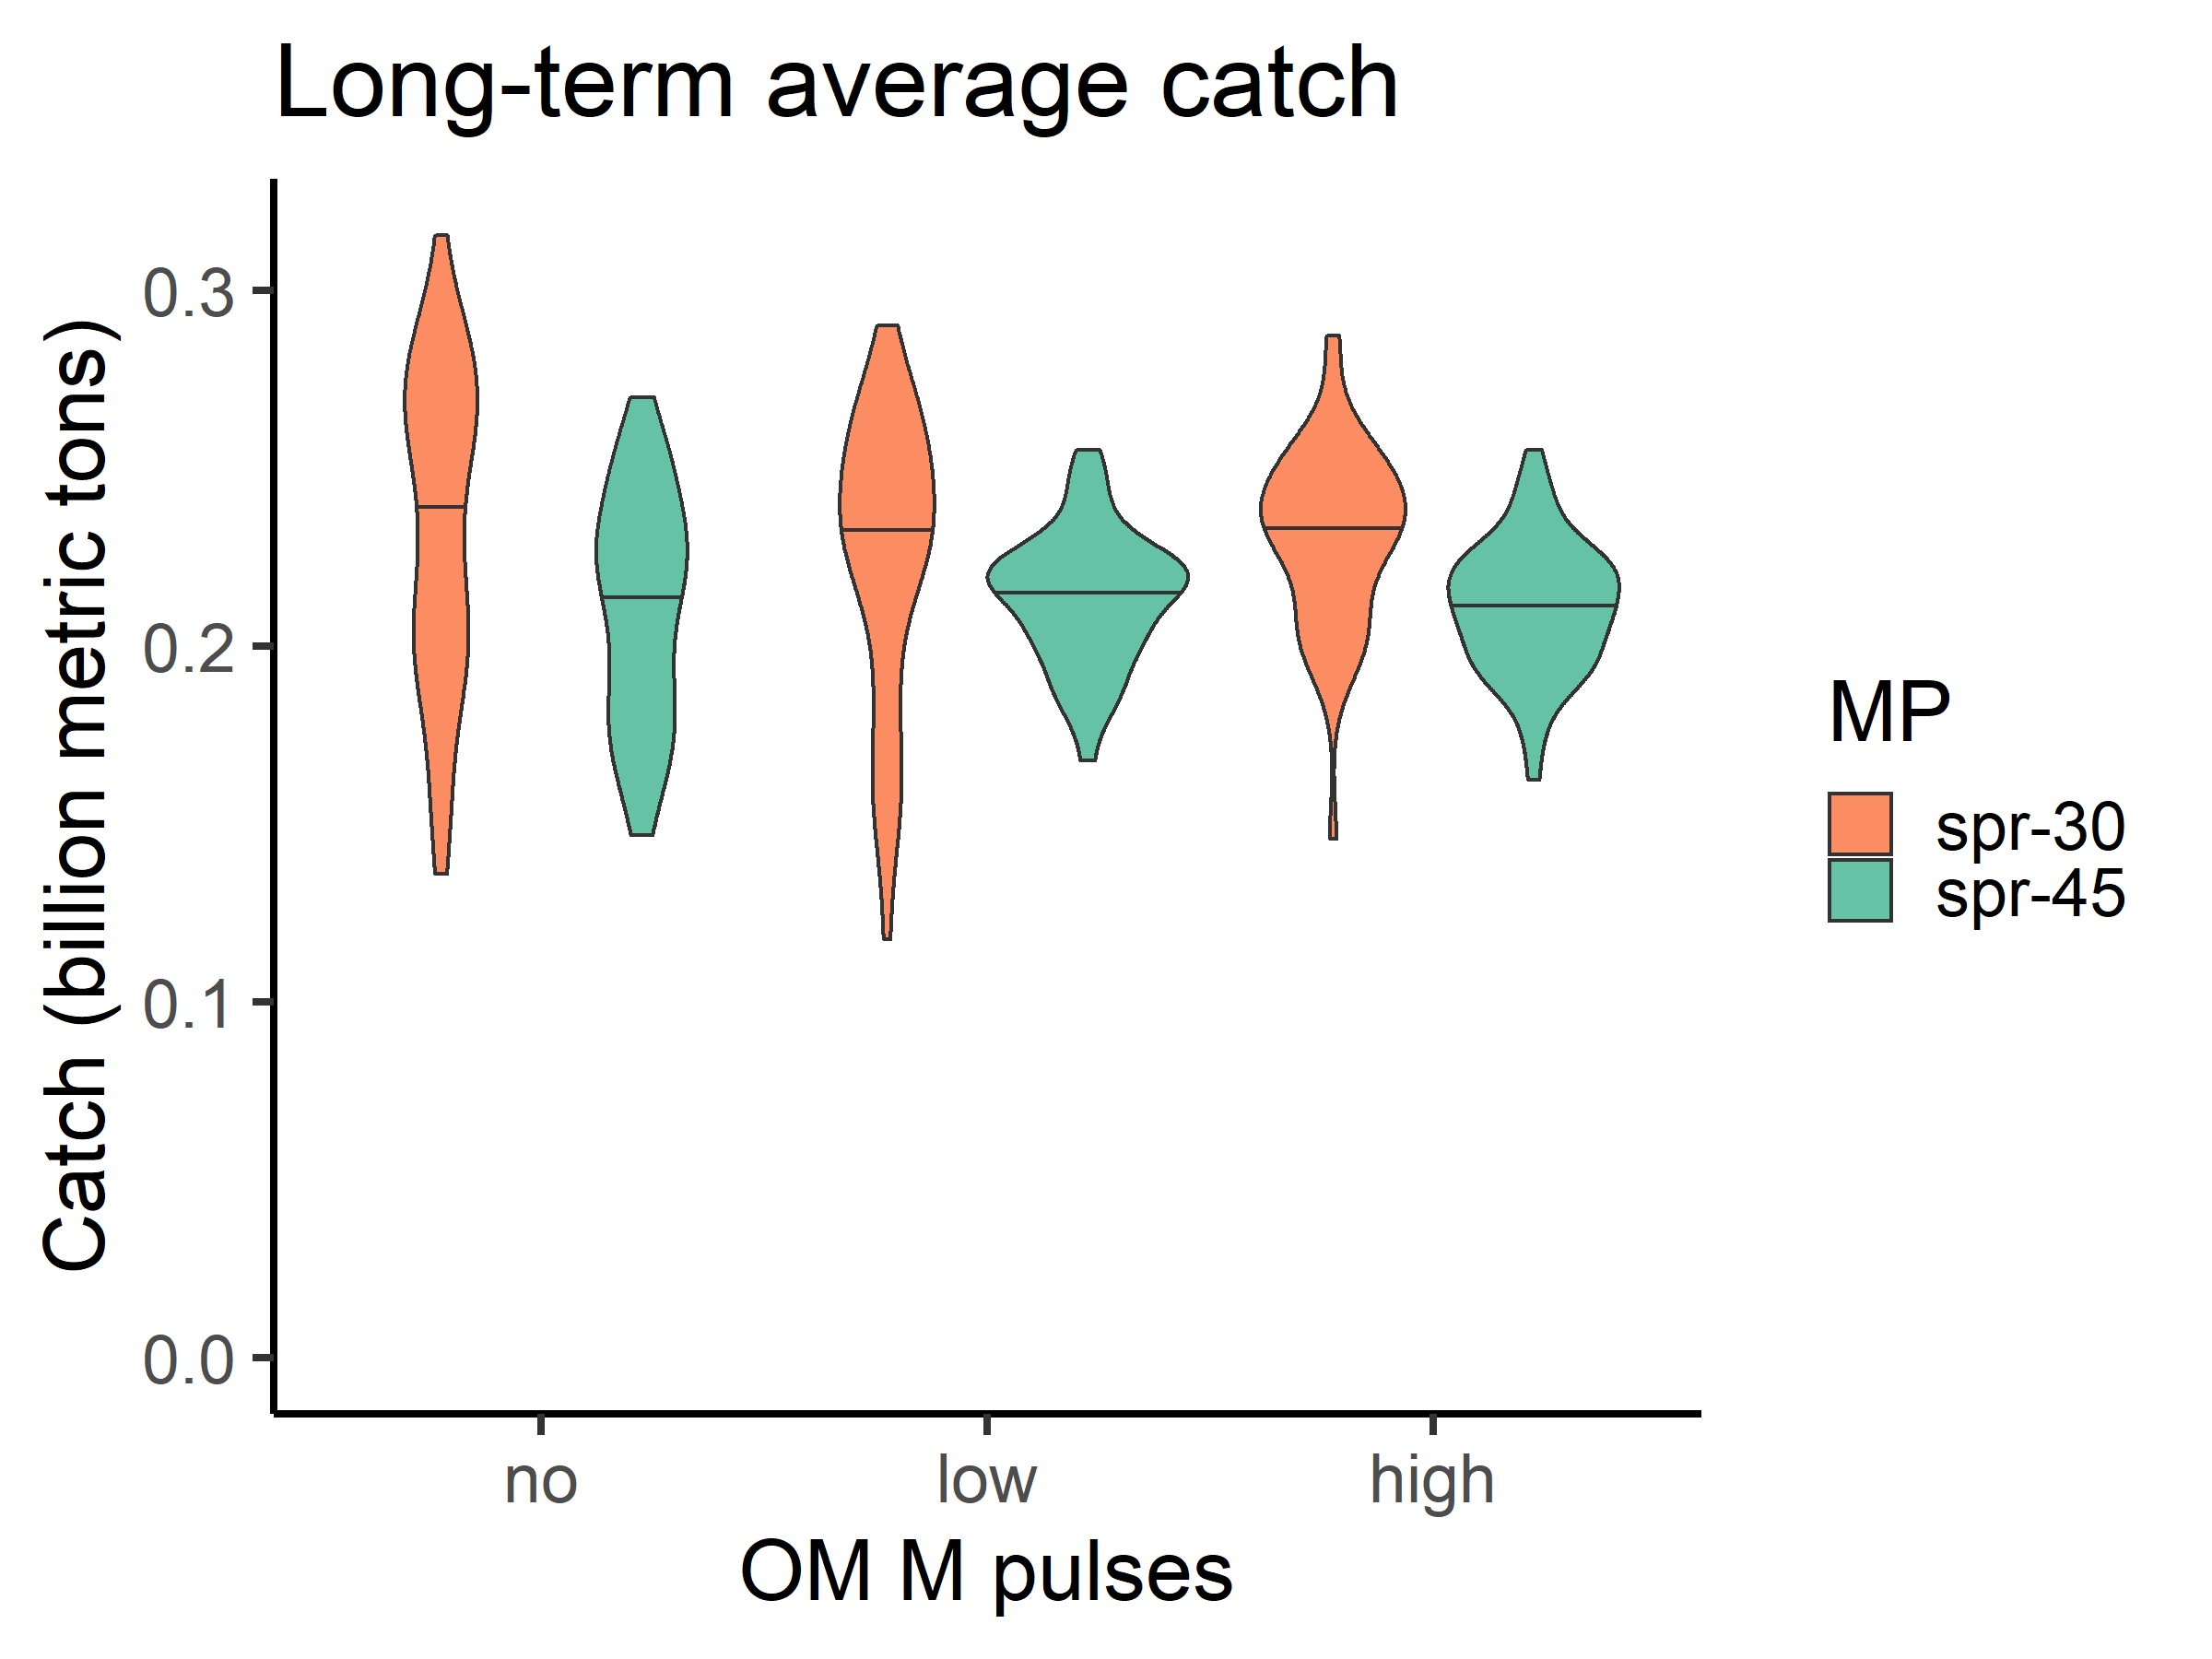 Long-term average catch
Catch (billion metric tons)
0.3
0.2
0.1
0.0
no
low
high
OM M pulses
MP
spr-30
spr-45